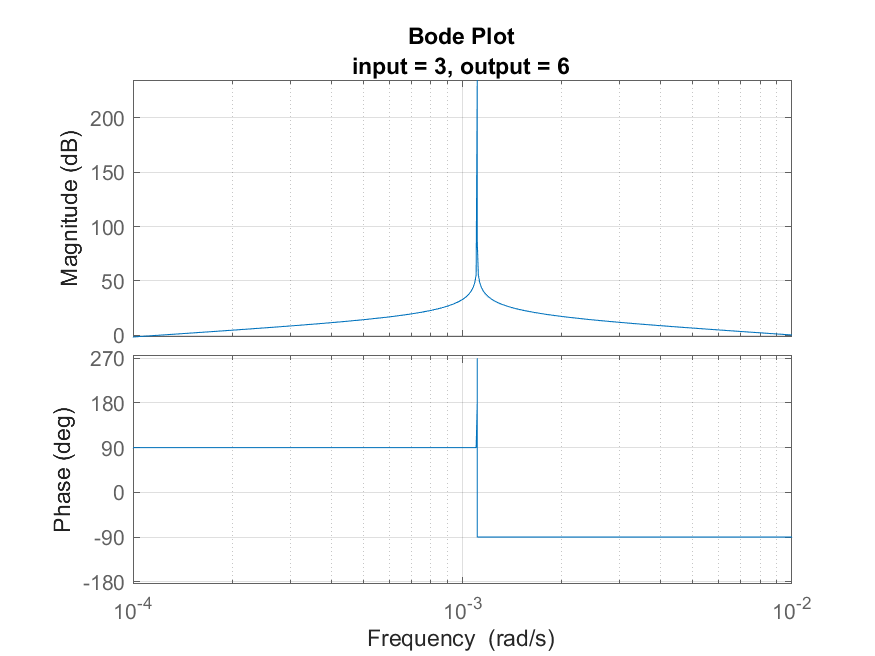 Bode Plot
input = 3, output = 6
Magnitude (dB)
200
150
100
50
0
Phase (deg)
270
180
90
0
-90
-180
10^-4
10^-3
10^-2
Frequency (rad/s)